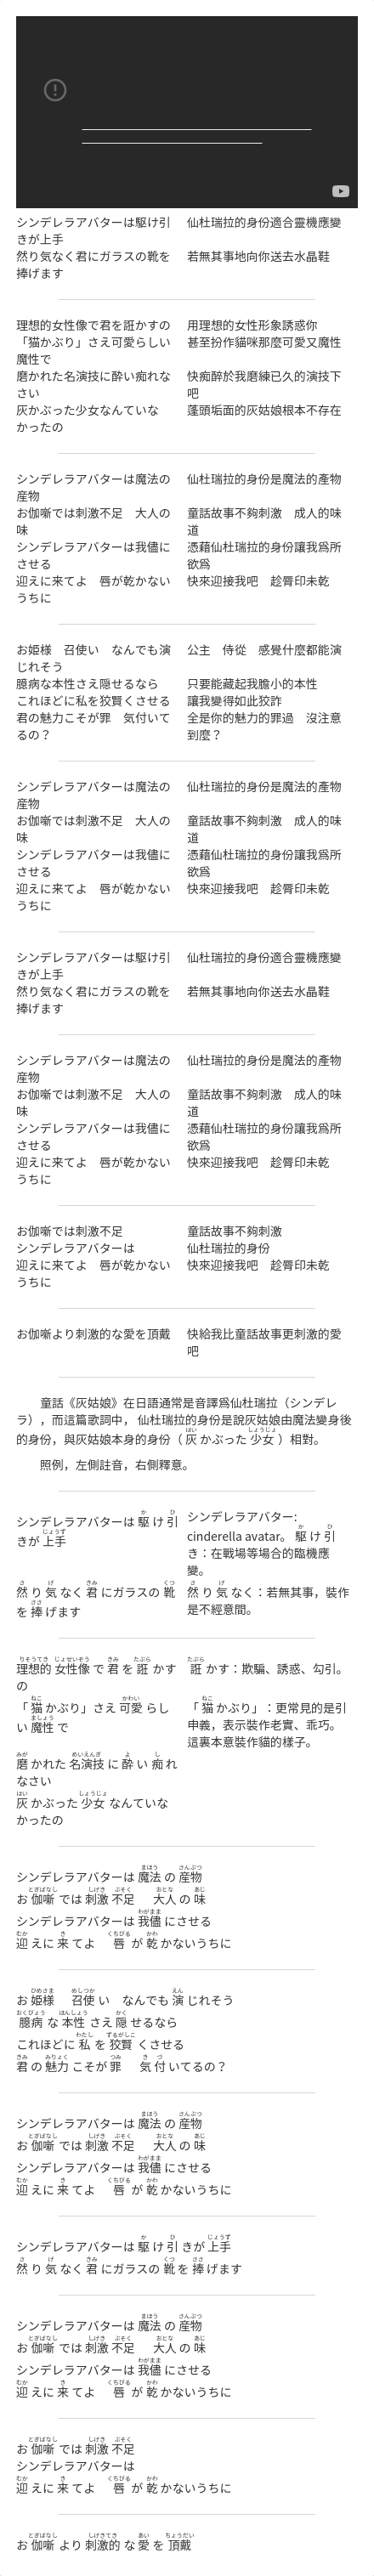 シンデレラアバターは駆け引きが上手
仙杜瑞拉的身份適合靈機應變
然り気なく君にガラスの靴を捧げます
若無其事地向你送去水晶鞋
理想的女性像で君を誑かすの
用理想的女性形象誘惑你
「猫かぶり」さえ可愛らしい魔性で
甚至扮作貓咪那麼可愛又魔性
磨かれた名演技に酔い痴れなさい
快痴醉於我磨練已久的演技下吧
灰かぶった少女なんていなかったの
蓬頭垢面的灰姑娘根本不存在
シンデレラアバターは魔法の産物
仙杜瑞拉的身份是魔法的產物
お伽噺では刺激不足　大人の味
童話故事不夠刺激　成人的味道
シンデレラアバターは我儘にさせる
憑藉仙杜瑞拉的身份讓我爲所欲爲
迎えに来てよ　唇が乾かないうちに
快來迎接我吧　趁脣印未乾
お姫様　召使い　なんでも演じれそう
公主　侍從　感覺什麼都能演
臆病な本性さえ隠せるなら
只要能藏起我膽小的本性
これほどに私を狡賢くさせる
讓我變得如此狡詐
君の魅力こそが罪　気付いてるの？
全是你的魅力的罪過　沒注意到麼？
シンデレラアバターは魔法の産物
仙杜瑞拉的身份是魔法的產物
お伽噺では刺激不足　大人の味
童話故事不夠刺激　成人的味道
シンデレラアバターは我儘にさせる
憑藉仙杜瑞拉的身份讓我爲所欲爲
迎えに来てよ　唇が乾かないうちに
快來迎接我吧　趁脣印未乾
シンデレラアバターは駆け引きが上手
仙杜瑞拉的身份適合靈機應變
然り気なく君にガラスの靴を捧げます
若無其事地向你送去水晶鞋
シンデレラアバターは魔法の産物
仙杜瑞拉的身份是魔法的產物
お伽噺では刺激不足　大人の味
童話故事不夠刺激　成人的味道
シンデレラアバターは我儘にさせる
憑藉仙杜瑞拉的身份讓我爲所欲爲
迎えに来てよ　唇が乾かないうちに
快來迎接我吧　趁脣印未乾
お伽噺では刺激不足
童話故事不夠刺激
シンデレラアバターは
仙杜瑞拉的身份
迎えに来てよ　唇が乾かないうちに
快來迎接我吧　趁脣印未乾
お伽噺より刺激的な愛を頂戴
快給我比童話故事更刺激的愛吧
童話《灰姑娘》在日語通常是音譯爲仙杜瑞拉（シンデレラ），而這篇歌詞中， 仙杜瑞拉的身份是說灰姑娘由魔法變身後的身份，與灰姑娘本身的身份（灰(はい)かぶった少女(しょうじょ)）相對。
照例，左側註音，右側釋意。
シンデレラアバターは駆(か)け引(ひ)きが上手(じょうず)
シンデレラアバター: cinderella avatar。駆(か)け引(ひ)き：在戰場等場合的臨機應變。
然(さ)り気(げ)なく君(きみ)にガラスの靴(くつ)を捧(ささ)げます
然(さ)り気(げ)なく：若無其事，裝作是不經意間。
理想的(りそうてき)女性像(じょせいそう)で君(きみ)を誑(たぶら)かすの
誑(たぶら)かす：欺騙、誘惑、勾引。
「猫(ねこ)かぶり」さえ可愛(かわい)らしい魔性(ましょう)で
「猫(ねこ)かぶり」：更常見的是引申義，表示裝作老實、乖巧。這裏本意裝作貓的樣子。
磨(みが)かれた名演技(めいえんぎ)に酔(よ)い痴(し)れなさい
灰(はい)かぶった少女(しょうじょ)なんていなかったの
シンデレラアバターは魔法(まほう)の産物(さんぶつ)
お伽噺(とぎばなし)では刺激(しげき)不足(ぶそく)　大人(おとな)の味(あじ)
シンデレラアバターは我儘(わがまま)にさせる
迎(むか)えに来(き)てよ　唇(くちびる)が乾(かわ)かないうちに
お姫様(ひめさま)　召使(めしつか)い　なんでも演(えん)じれそう
臆病(おくびょう)な本性(ほんしょう)さえ隠(かく)せるなら
これほどに私(わたし)を狡賢(ずるがしこ)くさせる
君(きみ)の魅力(みりょく)こそが罪(つみ)　気(き)付(づ)いてるの？
シンデレラアバターは魔法(まほう)の産物(さんぶつ)
お伽噺(とぎばなし)では刺激(しげき)不足(ぶそく)　大人(おとな)の味(あじ)
シンデレラアバターは我儘(わがまま)にさせる
迎(むか)えに来(き)てよ　唇(くちびる)が乾(かわ)かないうちに
シンデレラアバターは駆(か)け引(ひ)きが上手(じょうず)
然(さ)り気(げ)なく君(きみ)にガラスの靴(くつ)を捧(ささ)げます
シンデレラアバターは魔法(まほう)の産物(さんぶつ)
お伽噺(とぎばなし)では刺激(しげき)不足(ぶそく)　大人(おとな)の味(あじ)
シンデレラアバターは我儘(わがまま)にさせる
迎(むか)えに来(き)てよ　唇(くちびる)が乾(かわ)かないうちに
お伽噺(とぎばなし)では刺激(しげき)不足(ぶそく)
シンデレラアバターは
迎(むか)えに来(き)てよ　唇(くちびる)が乾(かわ)かないうちに
お伽噺(とぎばなし)より刺激的(しげきてき)な愛(あい)を頂戴(ちょうだい)